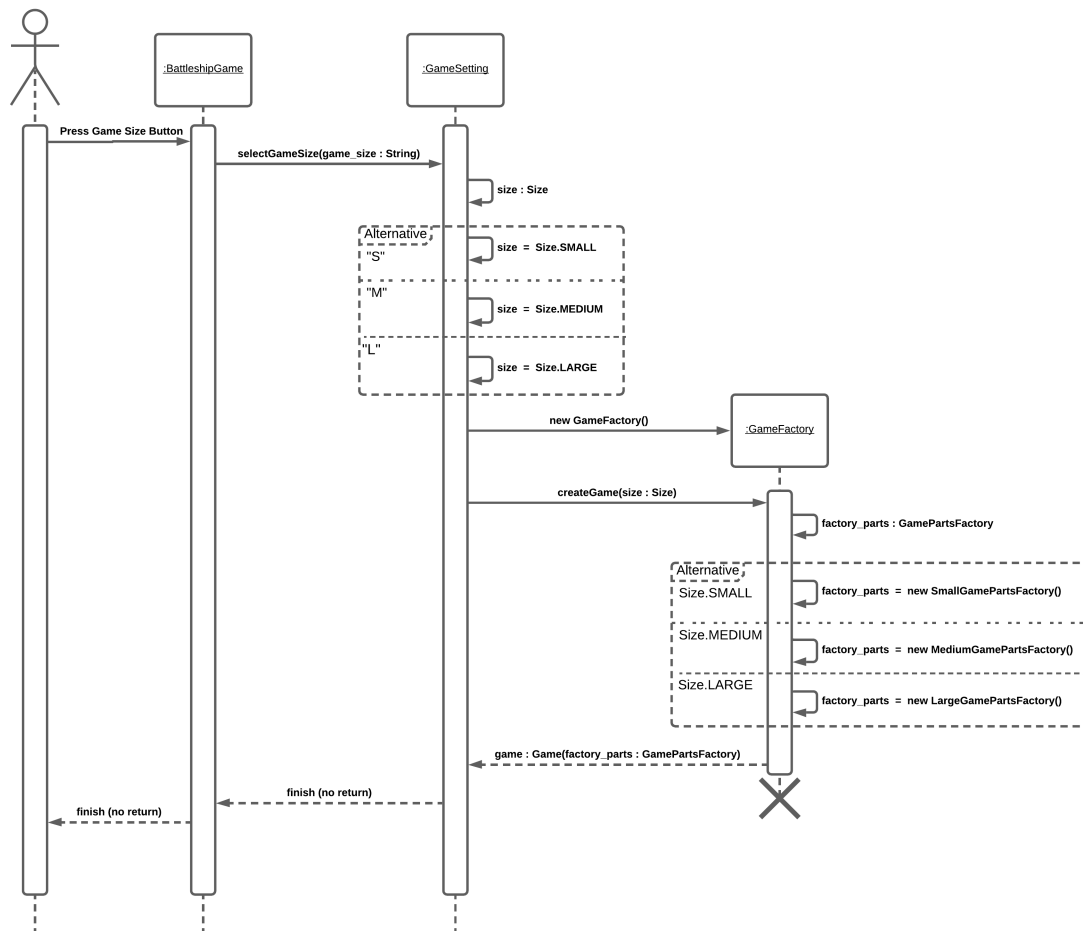 :BattleshipGame
:GameSetting
Press Game Size Button
selectGameSize(game_size : String)
size : Size
Alternative
size = Size.SMALL
"S"
"M"
size = Size.MEDIUM
"L"
size = Size.LARGE
new GameFactory()
:GameFactory
createGame(size : Size)
factory_parts : GamePartsFactory
Alternative
Size.SMALL
factory_parts = new SmallGamePartsFactory()
Size.MEDIUM
factory_parts = new MediumGamePartsFactory()
Size.LARGE
factory_parts = new LargeGamePartsFactory()
game : Game(factory_parts : GamePartsFactory)
finish (no return)
finish (no return)